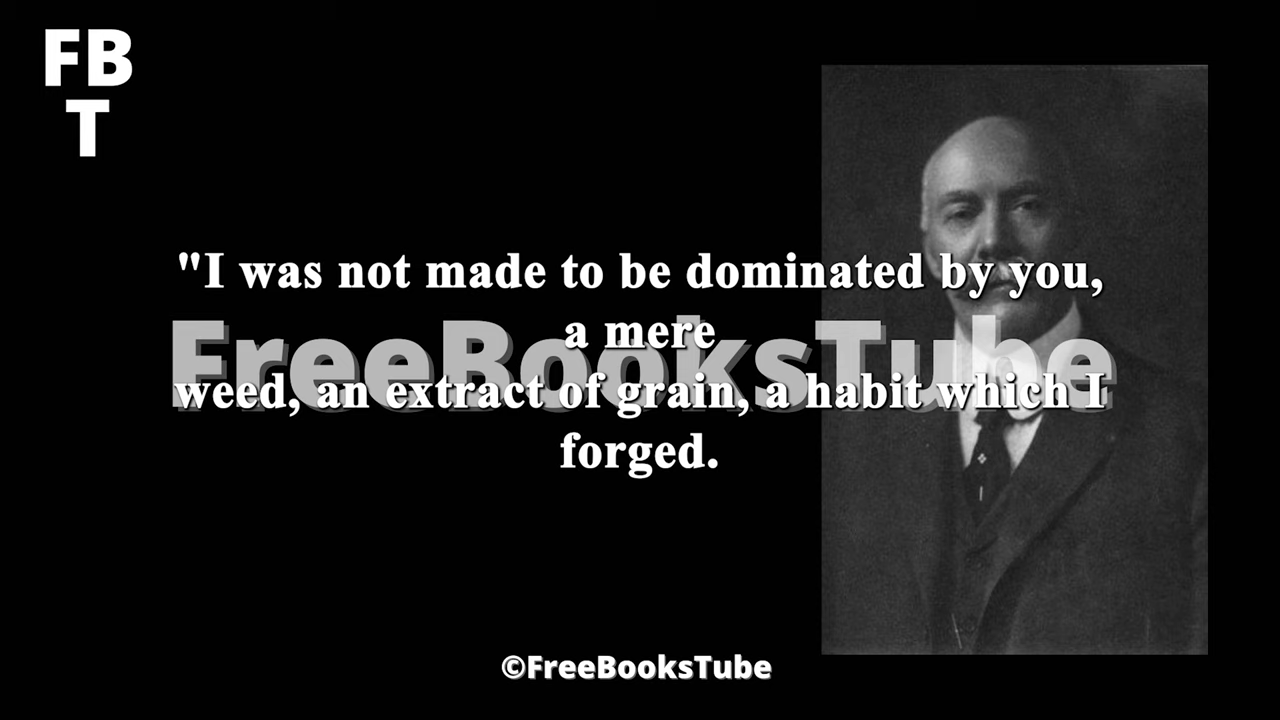 FB
T
"I was not made to be dominated by you,
a mere
FreeBooksTube
weed, an extract of grain, a habit which I
forged.
©FreeBooksTube